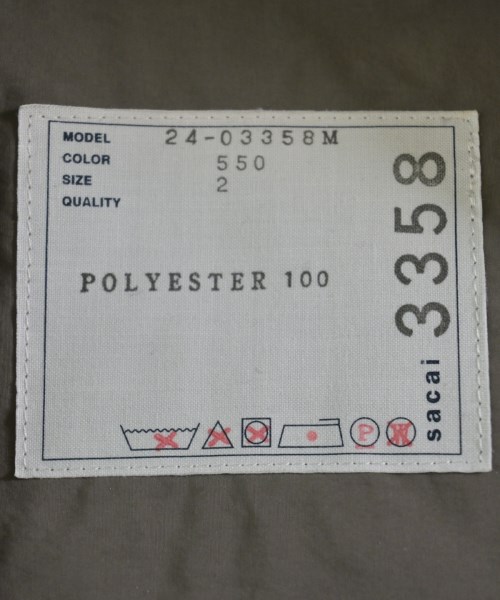 MODEL 24-03358M
COLOR 550
SIZE 2
QUALITY
POLYESTER 100
P W
sacai 3358